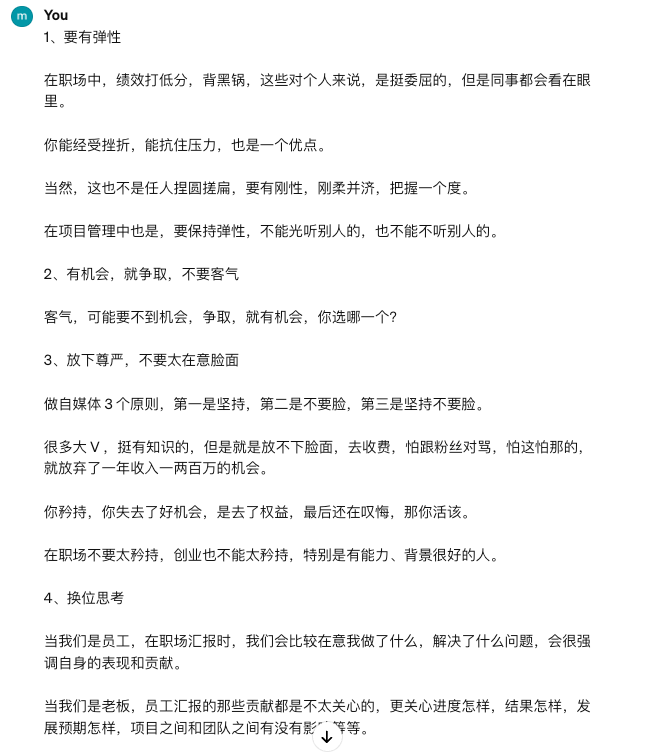 m
You
1、要有弹性
在职场中，绩效打低分，背黑锅，这些对个人来说，是挺委屈的，但是同事都会看在眼
里。
你能经受挫折，能抗住压力，也是一个优点。
当然，这也不是任人捏圆搓扁，要有刚性，刚柔并济，把握一个度。
在项目管理中也是，要保持弹性，不能光听别人的，也不能不听别人的。
2、有机会，就争取，不要客气
客气，可能要不到机会，争取，就有机会，你选哪一个?
3、放下尊严，不要太在意脸面
做自媒体 3 个原则，第一是坚持，第二是不要脸，第三是坚持不要脸。
很多大 V ，挺有知识的，但是就是放不下脸面，去收费，怕跟粉丝对骂，怕这怕那的，
就放弃了一年收入一两百万的机会。
你矜持，你失去了好机会，是去了权益，最后还在叹悔，那你活该。
在职场不要太矜持，创业也不能太矜持，特别是有能力、背景很好的人。
4、换位思考
当我们是员工，在职场汇报时，我们会比较在意我做了什么，解决了什么问题，会很强
调自身的表现和贡献。
当我们是老板，员工汇报的那些贡献都是不太关心的，更关心进度怎样，结果怎样，发
展预期怎样，项目之间和团队之间有没有影等等。